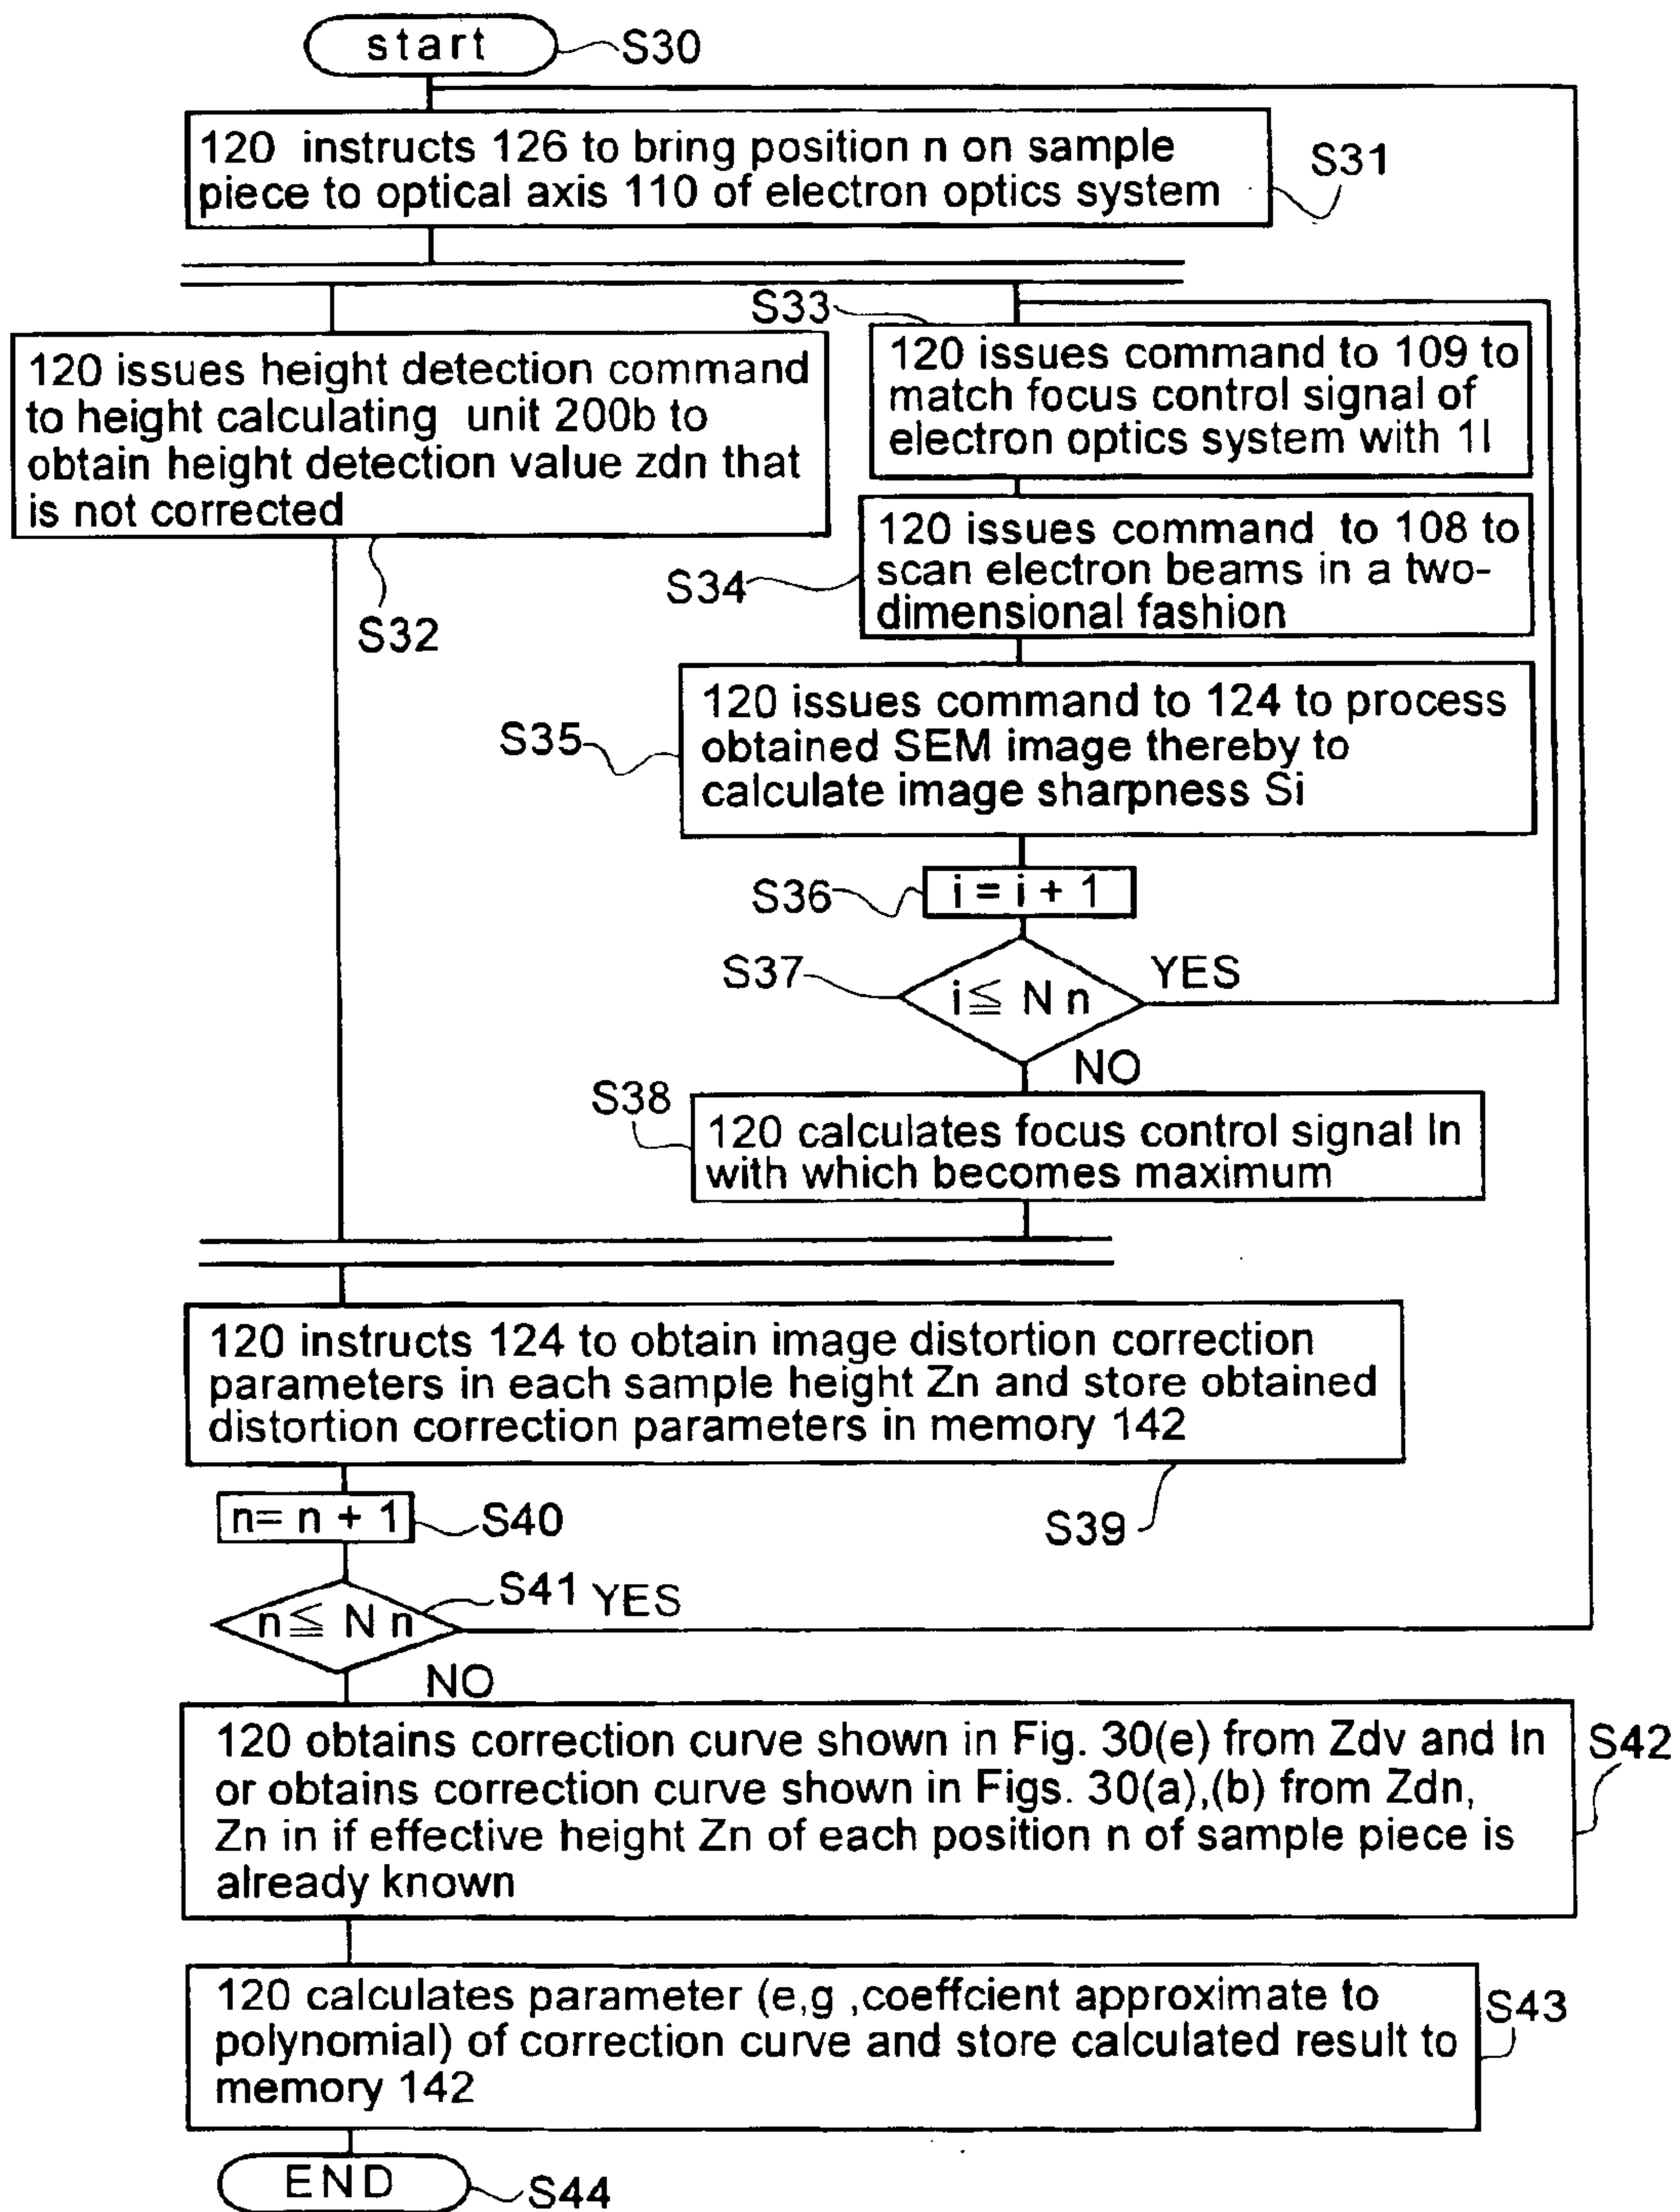 start
S30
120 instructs 126 to bring position n on sample
piece to optical axis 110 of electron optics system
S31
120 issues height detection command
to height calculating unit 200b to
obtain height detection value zdn that
is not corrected
S32
S33
120 issues command to 109 to
match focus control signal of
electron optics system with 1l
120 issues command to 108 to
scan electron beams in a two-
dimensional fashion
S34
120 issues command to 124 to process
obtained SEM image thereby to
calculate image sharpness Si
S35
S36
i = i + 1
S37
i ≦ N n
YES
NO
S38
120 calculates focus control signal In
with which becomes maximum
120 instructs 124 to obtain image distortion correction
parameters in each sample height Zn and store obtained
distortion correction parameters in memory 142
S39
n= n + 1
S40
S41
YES
n ≦ N n
NO
120 obtains correction curve shown in Fig. 30(e) from Zdv and In
or obtains correction curve shown in Figs. 30(a),(b) from Zdn,
Zn in if effective height Zn of each position n of sample piece is
already known
S42
120 calculates parameter (e,g ,coeffcient approximate to
polynomial) of correction curve and store calculated result to
memory 142
S43
END
S44